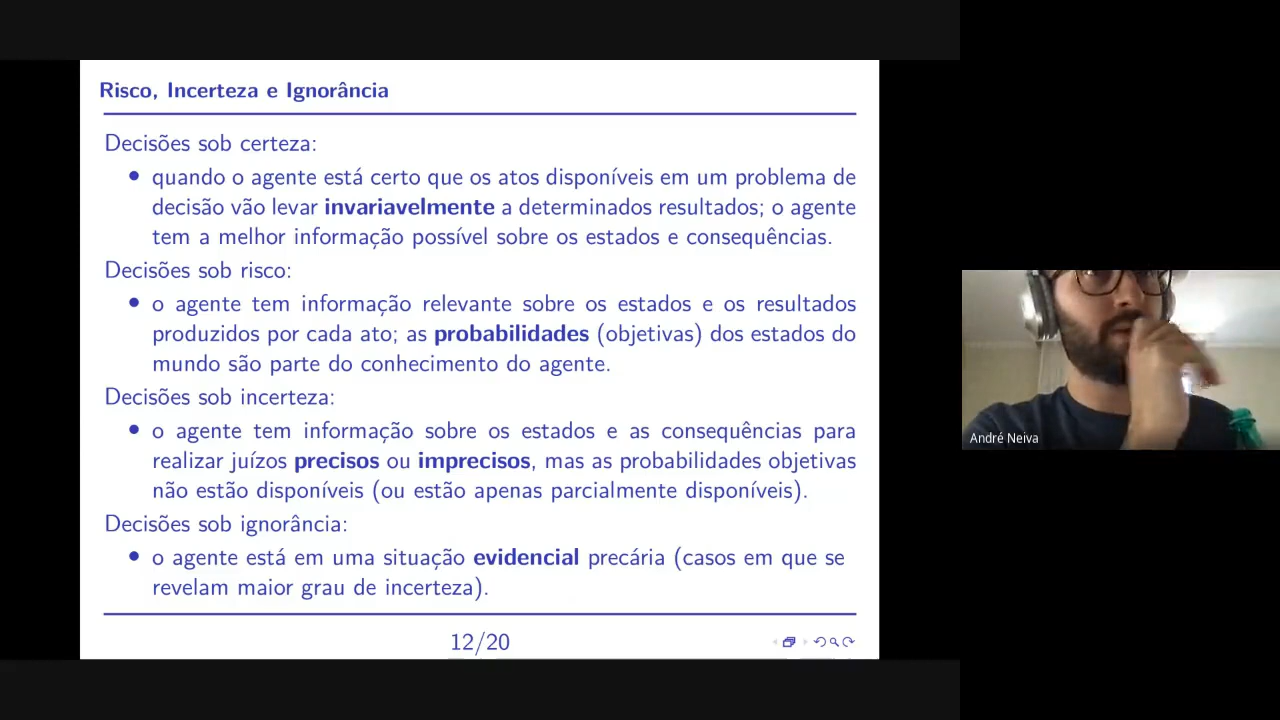 Risco, Incerteza e Ignorância
Decisões sob certeza:
• quando o agente está certo que os atos disponíveis em um problema de
decisão vão levar invariavelmente a determinados resultados; o agente
tem a melhor informação possível sobre os estados e consequências.
Decisões sob risco:
• o agente tem informação relevante sobre os estados e os resultados
produzidos por cada ato; as probabilidades (objetivas) dos estados do
mundo são parte do conhecimento do agente.
Decisões sob incerteza:
• o agente tem informação sobre os estados e as consequências para
realizar juízos precisos ou imprecisos, mas as probabilidades objetivas
não estão disponíveis (ou estão apenas parcialmente disponíveis).
Decisões sob ignorância:
• o agente está em uma situação evidencial precária (casos em que se
revelam maior grau de incerteza).
12/20
André Neiva